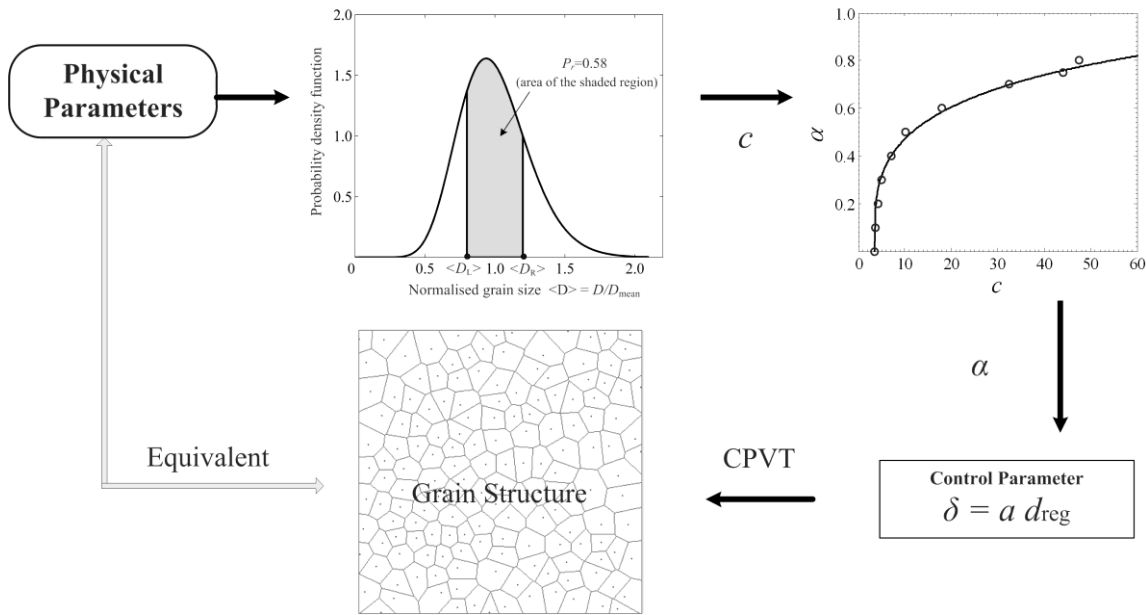 Physical
Parameters
Probability density function
2.0
1.5
1.0
0.5
P_r=0.58
(area of the shaded region)
0
0.5
1.0
1.5
2.0
<D_L>
<D_R>
Normalised grain size <D> = D/D_mean
c
α
1.0
0.8
0.6
0.4
0.2
0
10
20
30
40
50
60
c
α
Control Parameter
δ = a d_reg
CPVT
Grain Structure
Equivalent